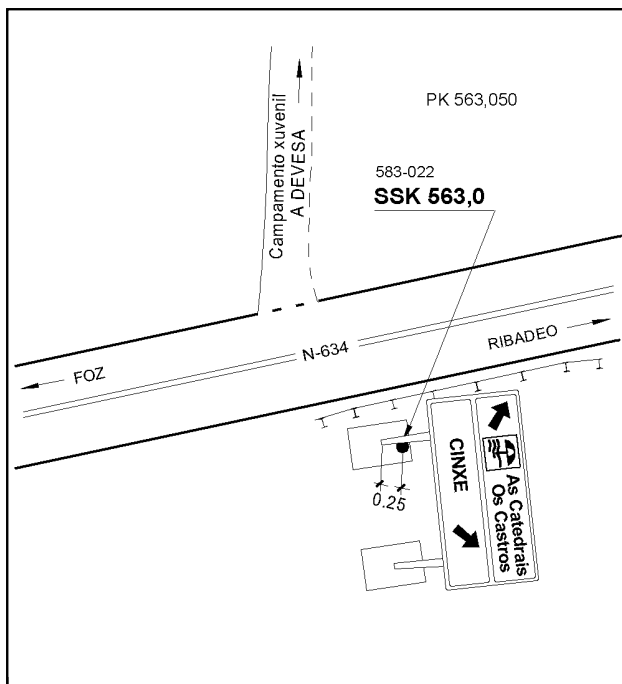 Campamento xuvenil
A DEVESA
PK 563,050
583-022
SSK 563,0
FOZ
N-634
RIBADEO
As Catedrais
Os Castros
CINXE
0.25